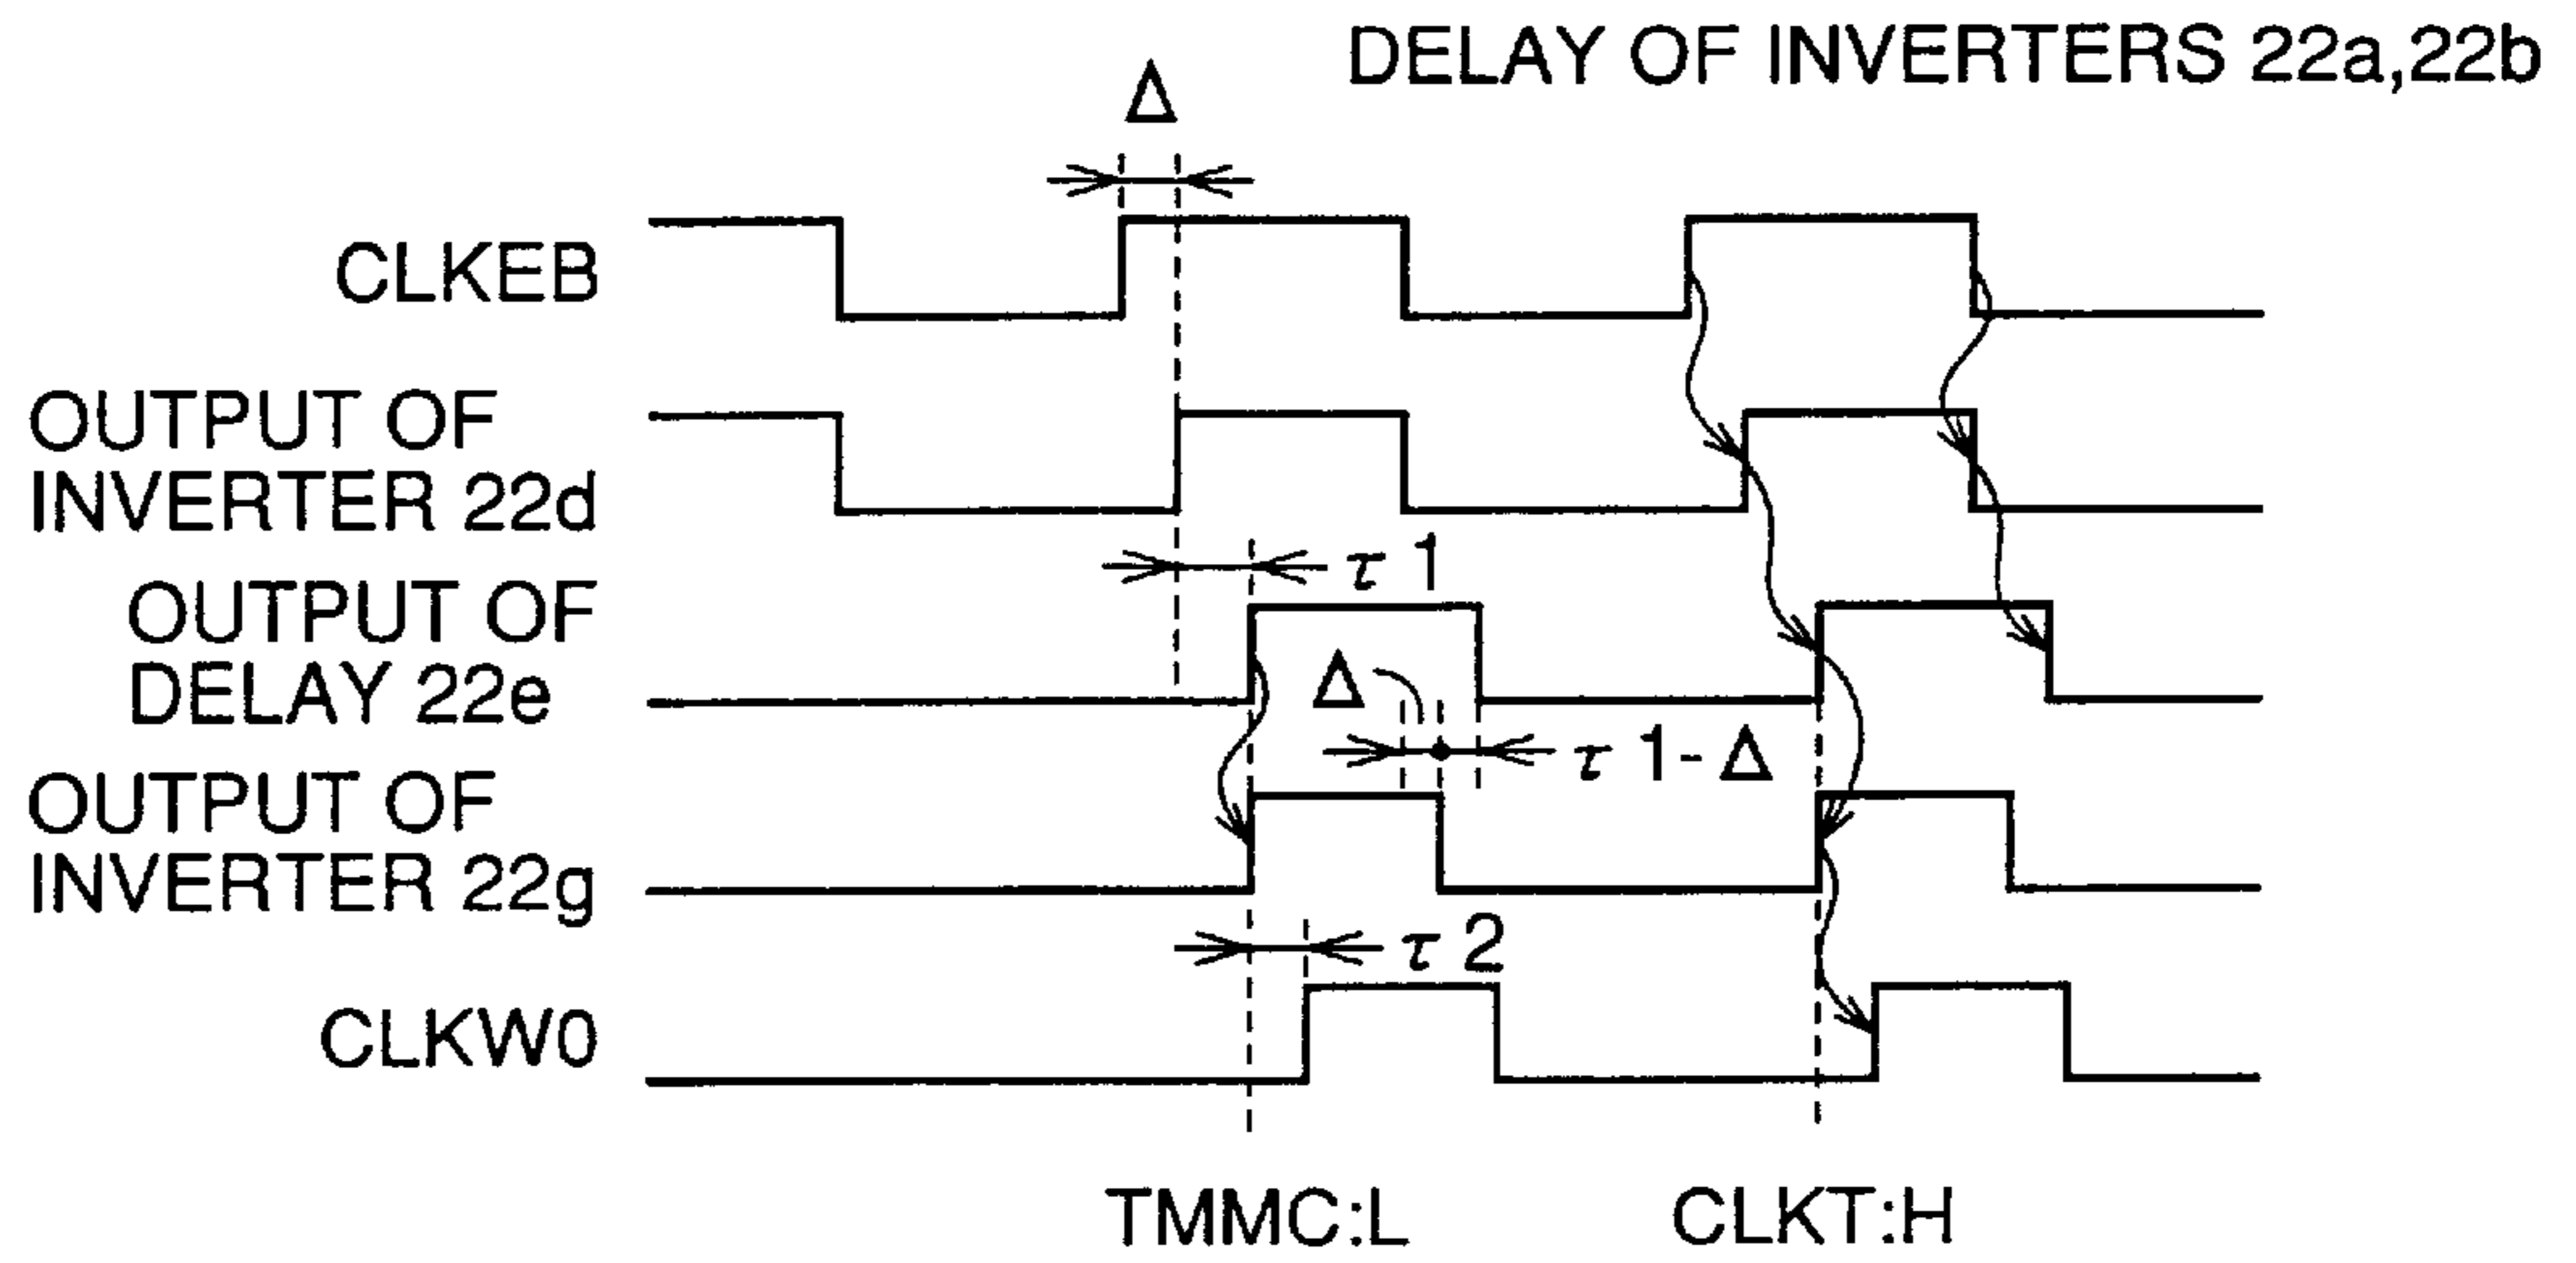 DELAY OF INVERTERS 22a,22b
Δ
CLKEB
OUTPUT OF
INVERTER 22d
τ 1
OUTPUT OF
DELAY 22e
Δ
τ 1-Δ
OUTPUT OF
INVERTER 22g
τ 2
CLKW0
TMMC:L
CLKT:H